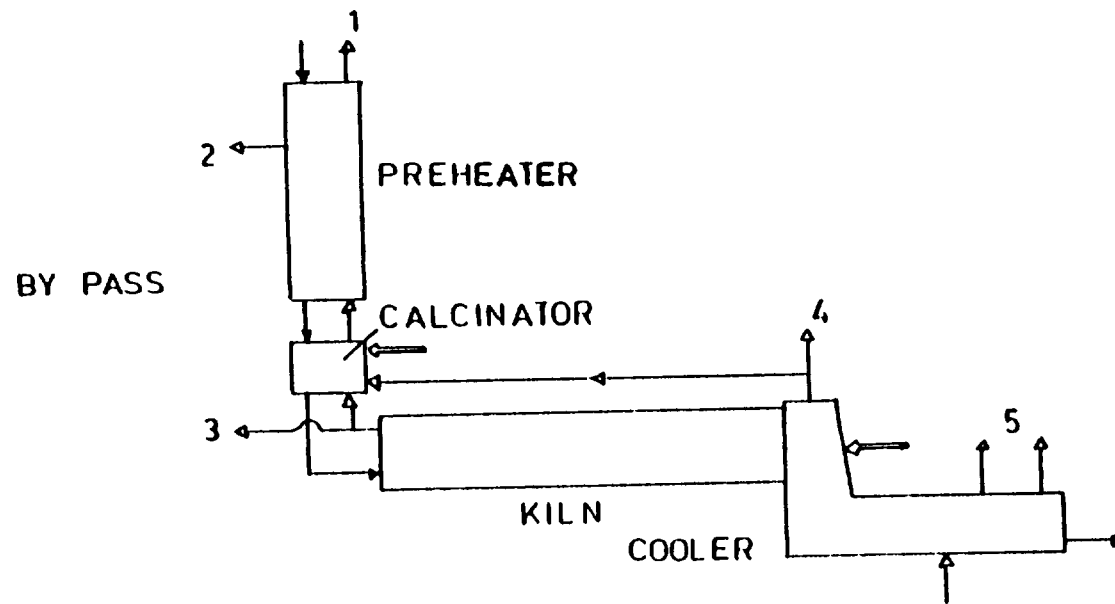 1
2
PREHEATER
BY PASS
CALCINATOR
4
3
5
KILN
COOLER